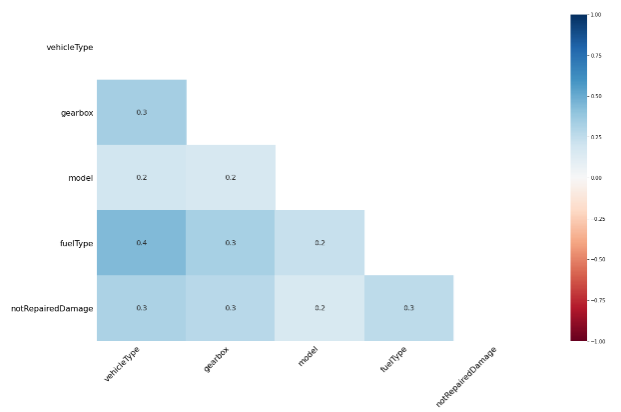 vehicleType
gearbox
0.3
model
0.2 0.2
fuelType
0.4 0.3 0.2
notRepairedDamage
0.3 0.3 0.2 0.3
vehicleType gearbox model fuelType notRepairedDamage
1.00
0.75
0.50
0.25
0.00
−0.25
−0.50
−0.75
−1.00